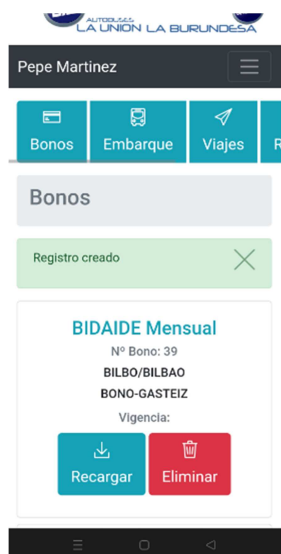 AUTOBUSES
LA UNION LA BURUNDESA
Pepe Martinez
Bonos
Embarque
Viajes
R
Bonos
Registro creado
BIDAIDE Mensual
Nº Bono: 39
BILBO/BILBAO
BONO-GASTEIZ
Vigencia:
Recargar
Eliminar